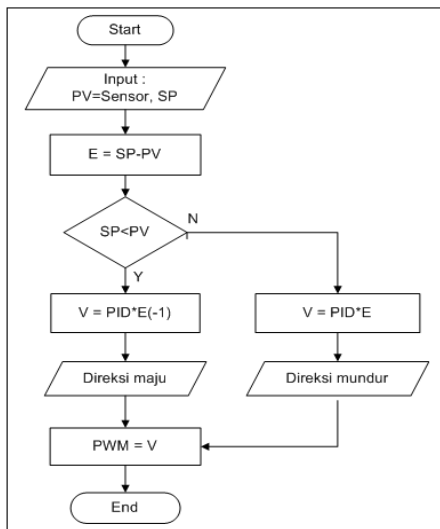 Start
Input :
PV=Sensor, SP
E = SP-PV
SP<PV
N
Y
V = PID*E(-1)
V = PID*E
Direksi maju
Direksi mundur
PWM = V
End